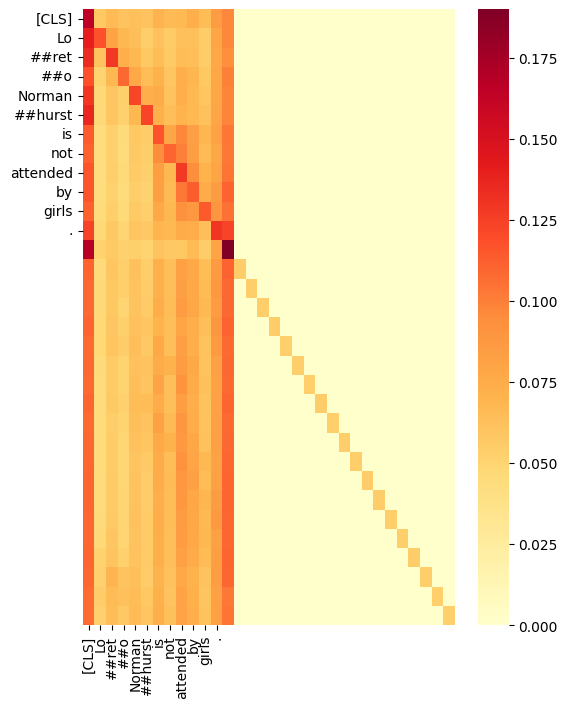 [CLS]
Lo
##ret
##o
Norman
##hurst
is
not
attended
by
girls
.
[CLS]
Lo
##ret
##o
Norman
##hurst
is
not
attended
by
girls
.
0.175
0.150
0.125
0.100
0.075
0.050
0.025
0.000